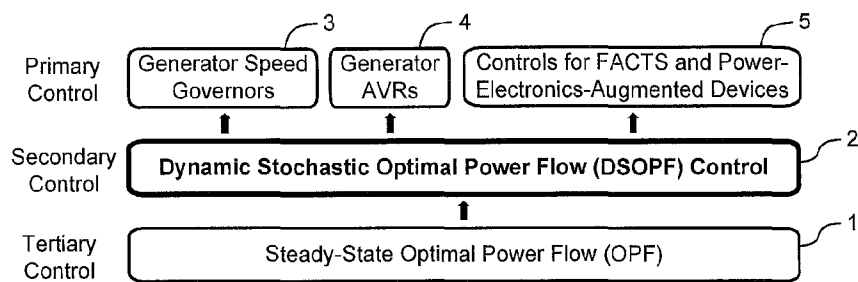 3
4
5
Primary
Control
Generator Speed
Governors
Generator
AVRs
Controls for FACTS and Power-
Electronics-Augmented Devices
2
Secondary
Control
Dynamic Stochastic Optimal Power Flow (DSOPF) Control
1
Tertiary
Control
Steady-State Optimal Power Flow (OPF)